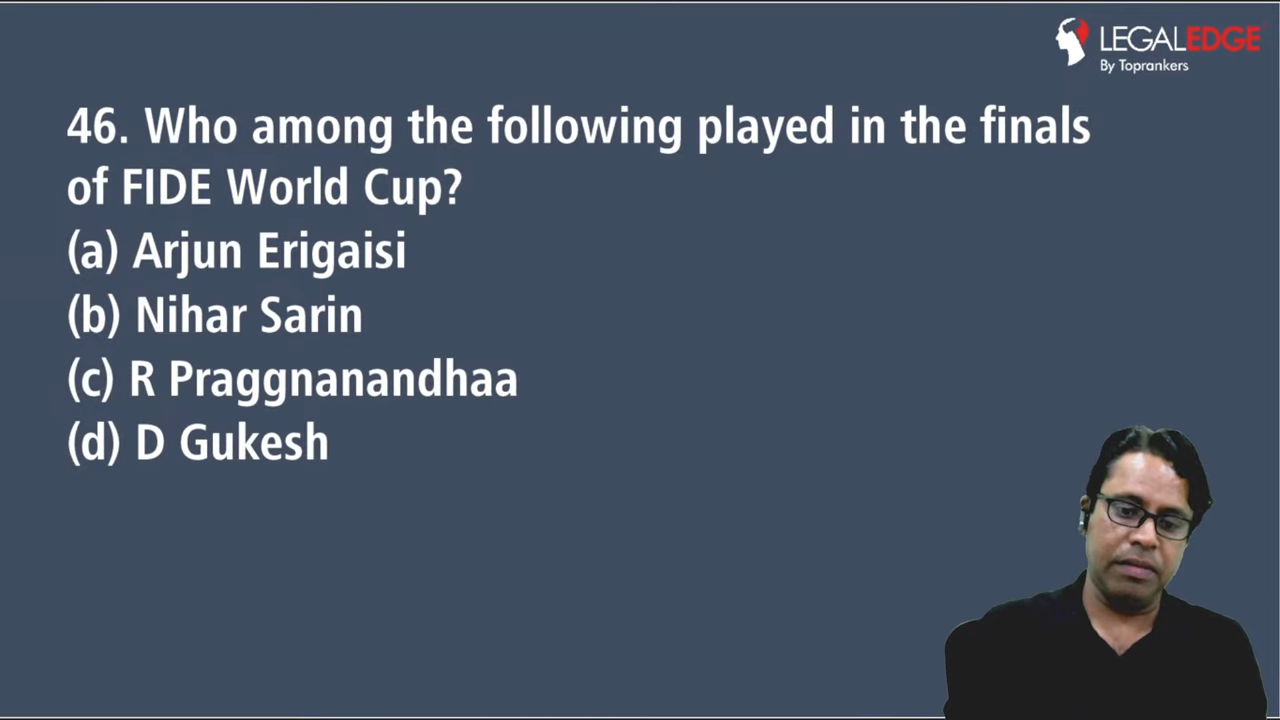 LEGALEDGE
By Toprankers
46. Who among the following played in the finals
of FIDE World Cup?
(a) Arjun Erigaisi
(b) Nihar Sarin
(c) R Praggnanandhaa
(d) D Gukesh